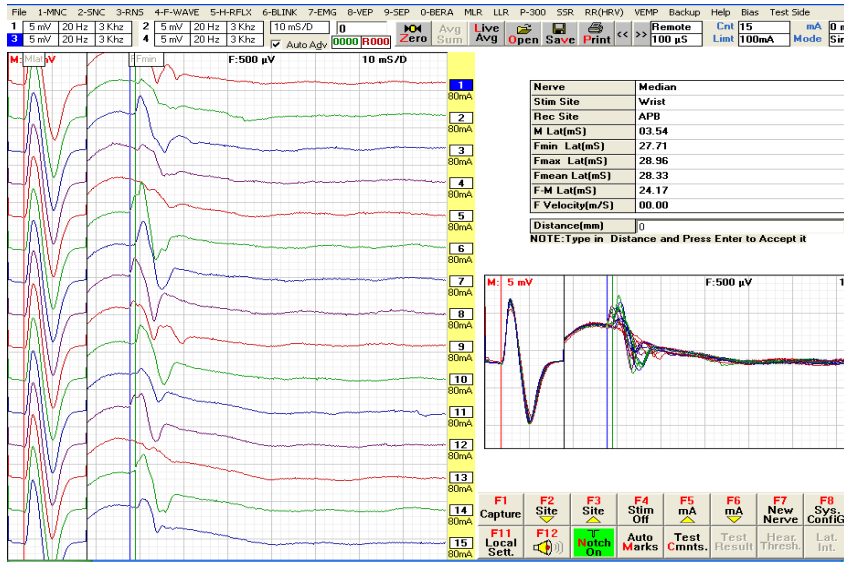 File 1-MNC 2-SNC 3-RNS 4-F-WAVE 5-H-RFLX 6-BLINK 7-EMG 8-VEP 9-SEP 0-BERA MLR LLR P-300 SSR RR(HRV) VEMP Backup Help Bias Test Side
1 5 mV 20 Hz 3 Khz 2 5 mV 20 Hz 3 Khz 10 mS/D 0 Zero Avg Sum Live Avg Open Save Print << >> Remote Cnt 15 mA
3 5 mV 20 Hz 3 Khz 4 5 mV 20 Hz 3 Khz Auto Adv 0000 R000 100 µS Limt 100mA Mode
M: Mlat F Fmin F:500 µV 10 mS/D
1
80mA
2
80mA
3
80mA
4
80mA
5
80mA
6
80mA
7
80mA
8
80mA
9
80mA
10
80mA
11
80mA
12
80mA
13
80mA
14
80mA
15
80mA
Nerve Median
Stim Site Wrist
Rec Site APB
M Lat(mS) 03.54
Fmin Lat(mS) 27.71
Fmax Lat(mS) 28.96
Fmean Lat(mS) 28.33
F-M Lat(mS) 24.17
F Velocity(m/S) 00.00
Distance(mm) 0
NOTE:Type in Distance and Press Enter to Accept it
M: 5 mV F:500 µV 1
F1 Capture F2 Site F3 Site F4 Stim Off F5 mA F6 mA F7 New Nerve F8 Sys. ConfiG
F11 Local Sett. F12 Notch On Auto Marks Test Cmnts. Test Result Hear. Thresh. Lat. Int.